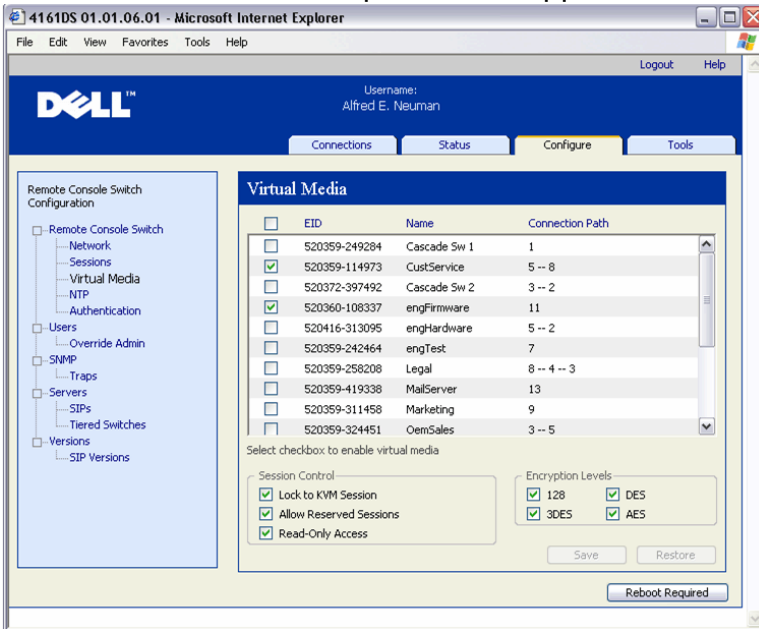 4161DS 01.01.06.01 - Microsoft Internet Explorer
File Edit View Favorites Tools Help
Logout Help
DELL™
Username:
Alfred E. Neuman
Connections Status Configure Tools
Remote Console Switch
Configuration
Remote Console Switch
Network
Sessions
Virtual Media
NTP
Authentication
Users
Override Admin
SNMP
Traps
Servers
SIPs
Tiered Switches
Versions
SIP Versions
Virtual Media
EID Name Connection Path
520359-249284 Cascade Sw 1 1
520359-114973 CustService 5 -- 8
520372-397492 Cascade Sw 2 3 -- 2
520360-108337 engFirmware 11
520416-313095 engHardware 5 -- 2
520359-242464 engTest 7
520359-258208 Legal 8 -- 4 -- 3
520359-419338 MailServer 13
520359-311458 Marketing 9
520359-324451 OemSales 3 -- 5
Select checkbox to enable virtual media
Session Control
Lock to KVM Session
Allow Reserved Sessions
Read-Only Access
Encryption Levels
128 DES
3DES AES
Save Restore
Reboot Required